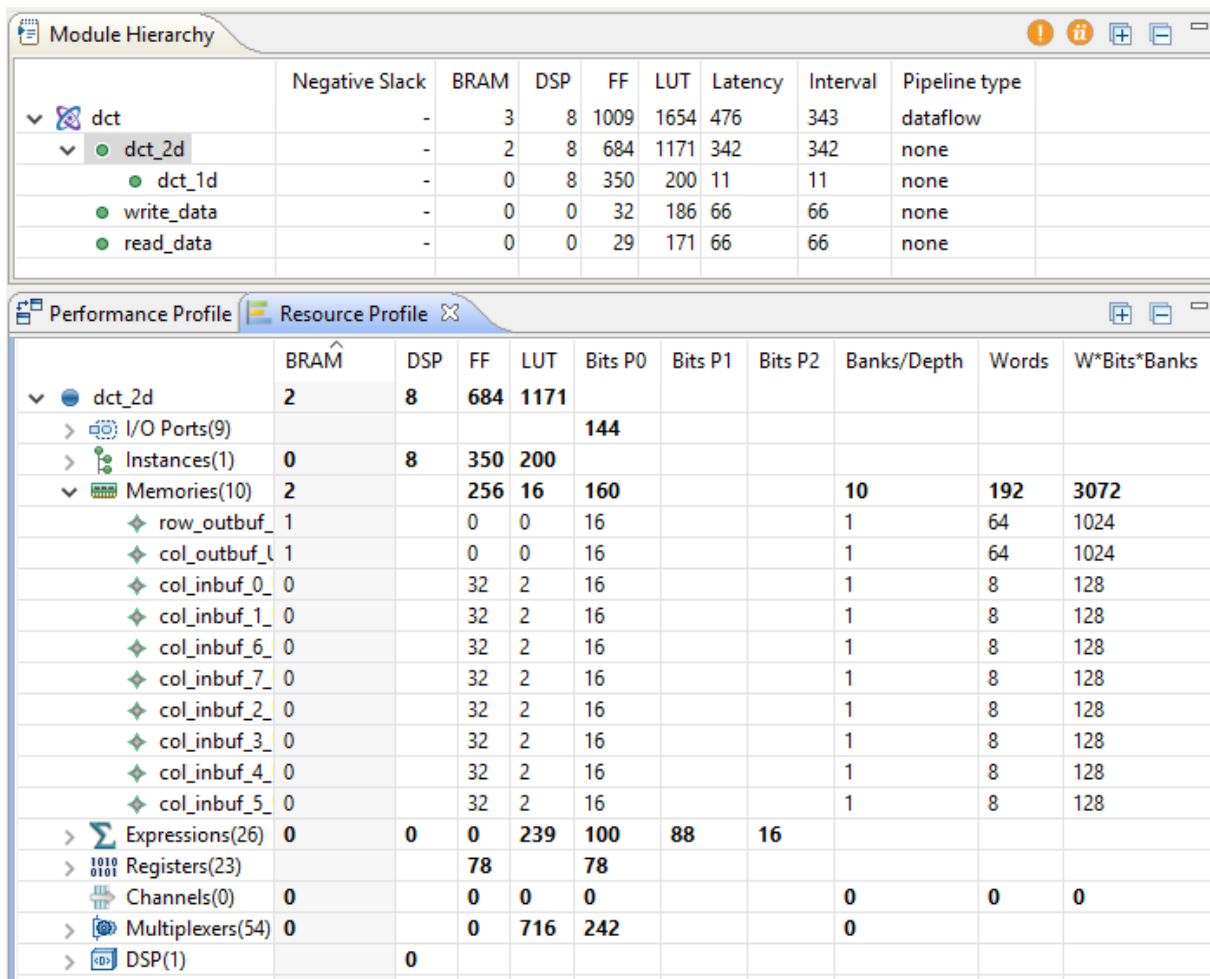 Module Hierarchy
Negative Slack BRAM DSP FF LUT Latency Interval Pipeline type
dct - 3 8 1009 1654 476 343 dataflow
dct_2d - 2 8 684 1171 342 342 none
dct_1d - 0 8 350 200 11 11 none
write_data - 0 0 32 186 66 66 none
read_data - 0 0 29 171 66 66 none
Performance Profile Resource Profile
BRAM DSP FF LUT Bits P0 Bits P1 Bits P2 Banks/Depth Words W*Bits*Banks
dct_2d 2 8 684 1171
I/O Ports(9) 144
Instances(1) 0 8 350 200
Memories(10) 2 256 16 160 10 192 3072
row_outbuf_ 1 0 0 16 1 64 1024
col_outbuf_U 1 0 0 16 1 64 1024
col_inbuf_0_ 0 32 2 16 1 8 128
col_inbuf_1_ 0 32 2 16 1 8 128
col_inbuf_6_ 0 32 2 16 1 8 128
col_inbuf_7_ 0 32 2 16 1 8 128
col_inbuf_2_ 0 32 2 16 1 8 128
col_inbuf_3_ 0 32 2 16 1 8 128
col_inbuf_4_ 0 32 2 16 1 8 128
col_inbuf_5_ 0 32 2 16 1 8 128
Expressions(26) 0 0 0 239 100 88 16
Registers(23) 78 78
Channels(0) 0 0 0 0 0 0 0
Multiplexers(54) 0 0 716 242 0
DSP(1) 0